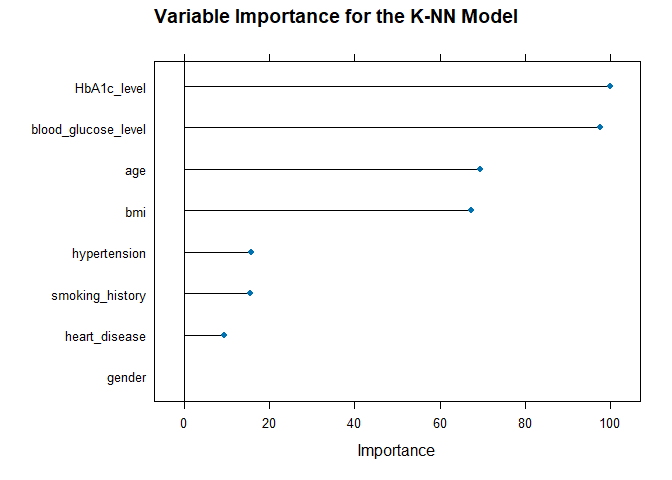 Variable Importance for the K-NN Model
HbA1c_level
blood_glucose_level
age
bmi
hypertension
smoking_history
heart_disease
gender
0 20 40 60 80 100
Importance